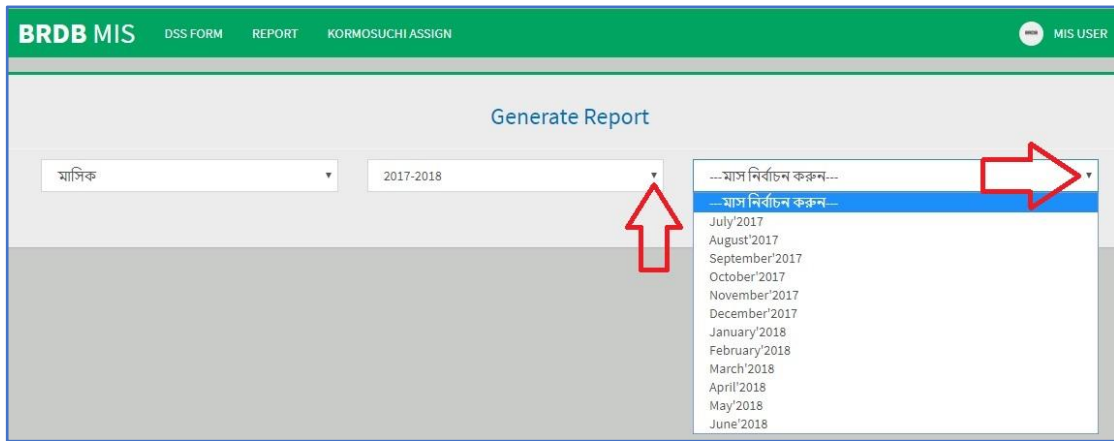 BRDB MIS DSS FORM REPORT KORMOSUCHI ASSIGN BRDB MIS USER
Generate Report
মাসিক 2017-2018 ---মাস নির্বাচন করুন---
---মাস নির্বাচন করুন---
July'2017
August'2017
September'2017
October'2017
November'2017
December'2017
January'2018
February'2018
March'2018
April'2018
May'2018
June'2018